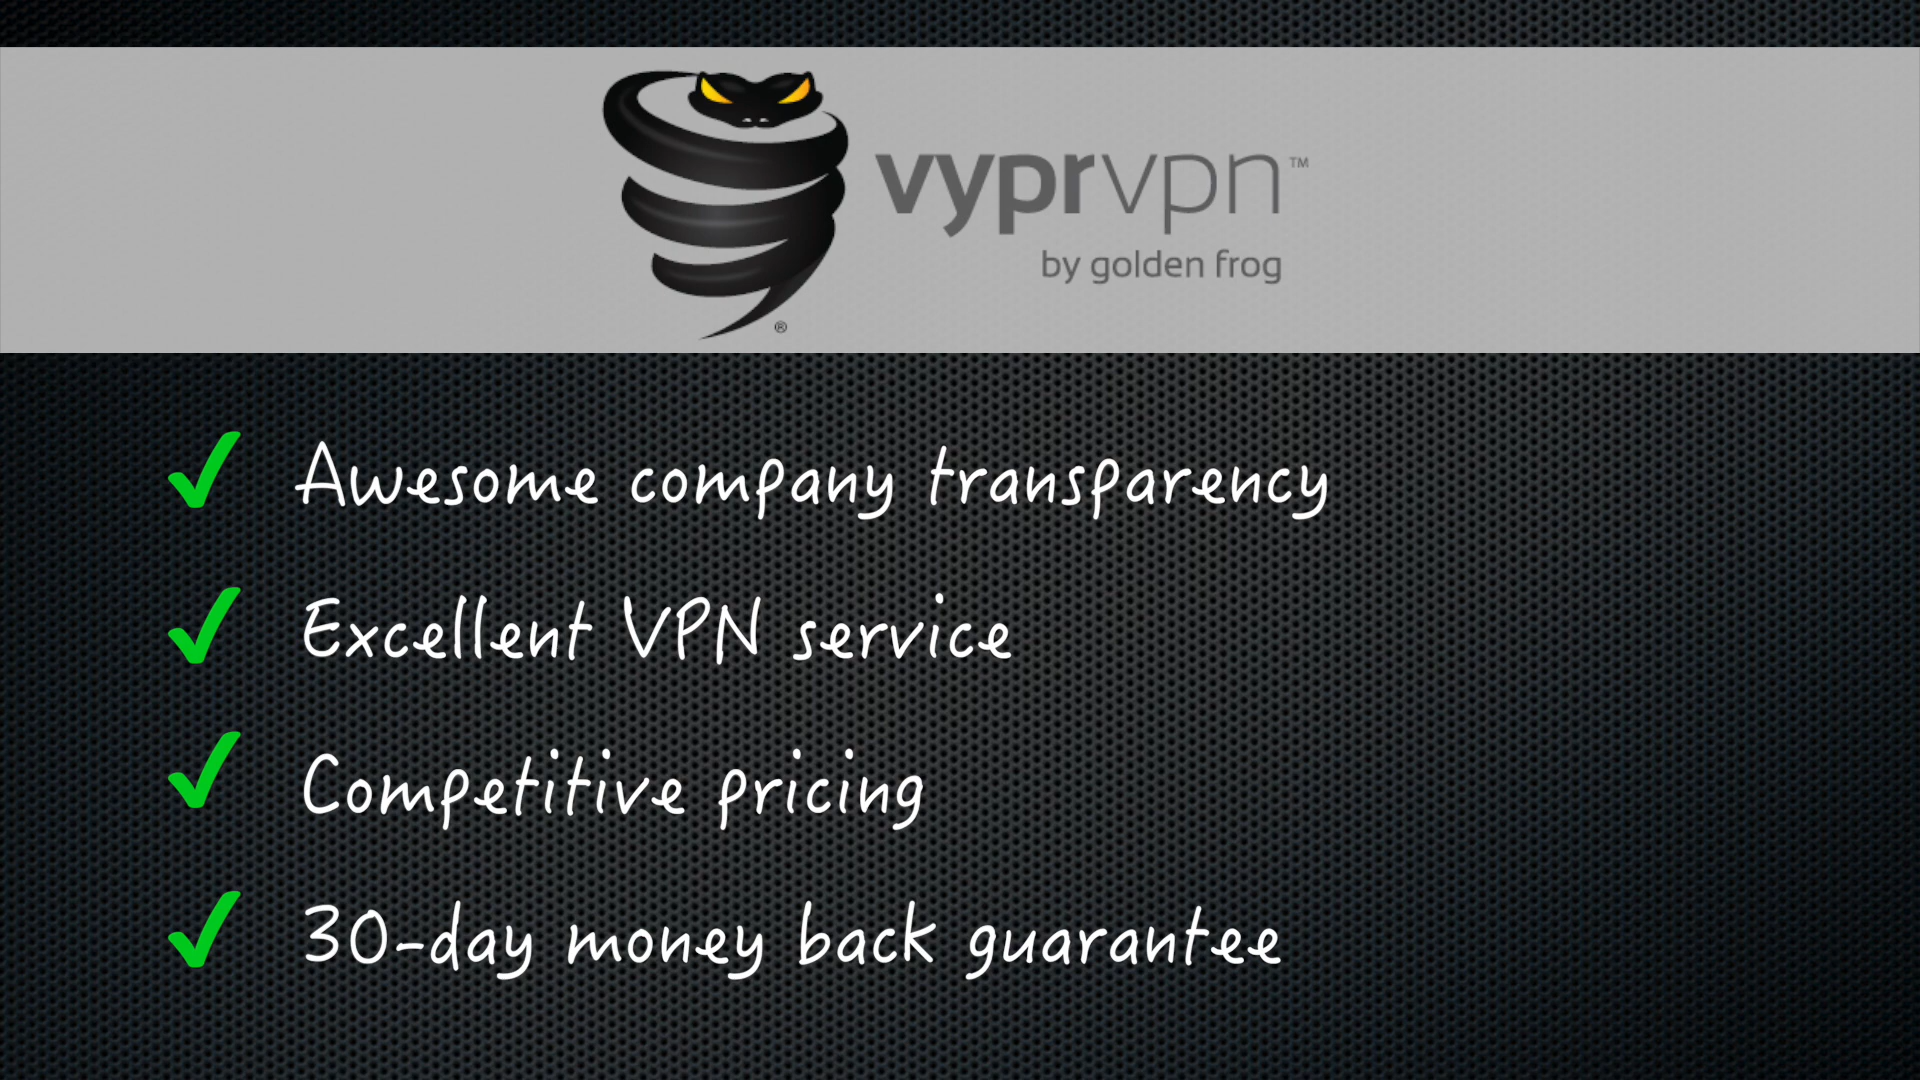 vyprvpn™
by golden frog
®
Awesome company transparency
Excellent VPN service
Competitive pricing
30-day money back guarantee